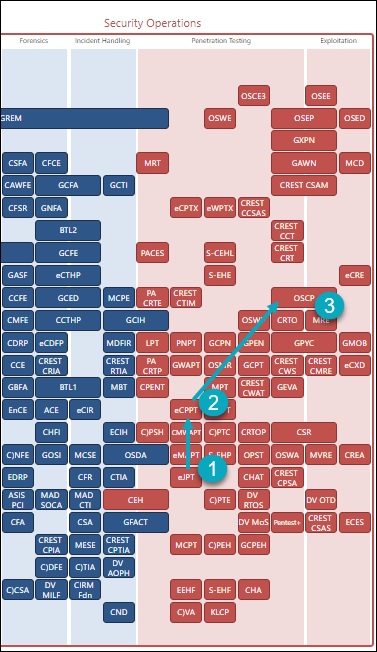 Security Operations
Forensics Incident Handling Penetration Testing Exploitation
OSCE3 OSEE
GREM OSWE OSEP OSED
GXPN
CSFA CFCE MRT GAWN MCD
CAWFE GCFA GCTI CREST CSAM
CFSR GNFA eCPTX eWPTX CREST CCSAS
BTL2 CREST CCT
GCFE PACES S-CEHL CREST CRT
GASF eCTHP S-EHE eCRE
CCFE GCED MCPE PA CRTE CREST CTIM OSCP 3
CMFE CCTHP GCIH CRTO
CDRP eCDFP MDFIR LPT PNPT GCPN GPYC GMOB
CCE CREST CRIA CREST RTIA PA CRTP GWAPT GCPT CREST CWS CREST CMRE eCXD
GBFA BTL1 MBT CPENT MPT CREST CWAT GEVA
EnCE ACE eCIR eCPPT 2
CHFI ECIH C)PSH CMWAPT C)PTC CRTOP CSR
C)NFE GOSI MCSE OSDA S-EHP OPST OSWA MVRE CREA
EDRP CFR CTIA eJPT 1 CHAT CREST CPSA
ASIS PCI MAD SOCA MAD CTI CEH C)PTE DV RTOS DV OTD
CFA CSA GFACT DV MoS Pentest+ CREST CSAS ECES
CREST CPIA MESE CREST CPTIA MCPT C)PEH GCPEH
C)DFE C)TIA DV AOPH
C)CSA DV MILF CIRM Fdn EEHF S-EHF CHA
CND C)VA KLCP